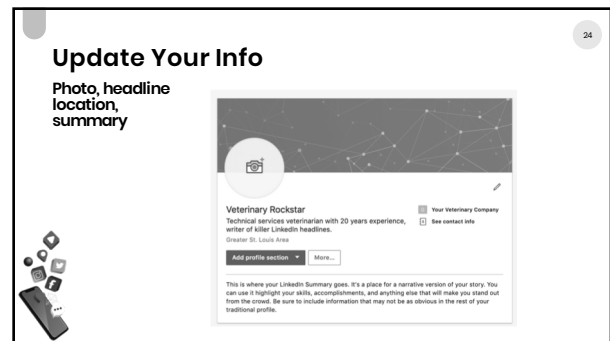 24
Update Your Info
Photo, headline
location,
summary
Veterinary Rockstar
Technical services veterinarian with 20 years experience,
writer of killer LinkedIn headlines.
Greater St. Louis Area
Your Veterinary Company
See contact info
Add profile section
More...
This is where your LinkedIn Summary goes. It's a place for a narrative version of your story. You
can use it highlight your skills, accomplishments, and anything else that will make you stand out
from the crowd. Be sure to include information that may not be as obvious in the rest of your
traditional profile.